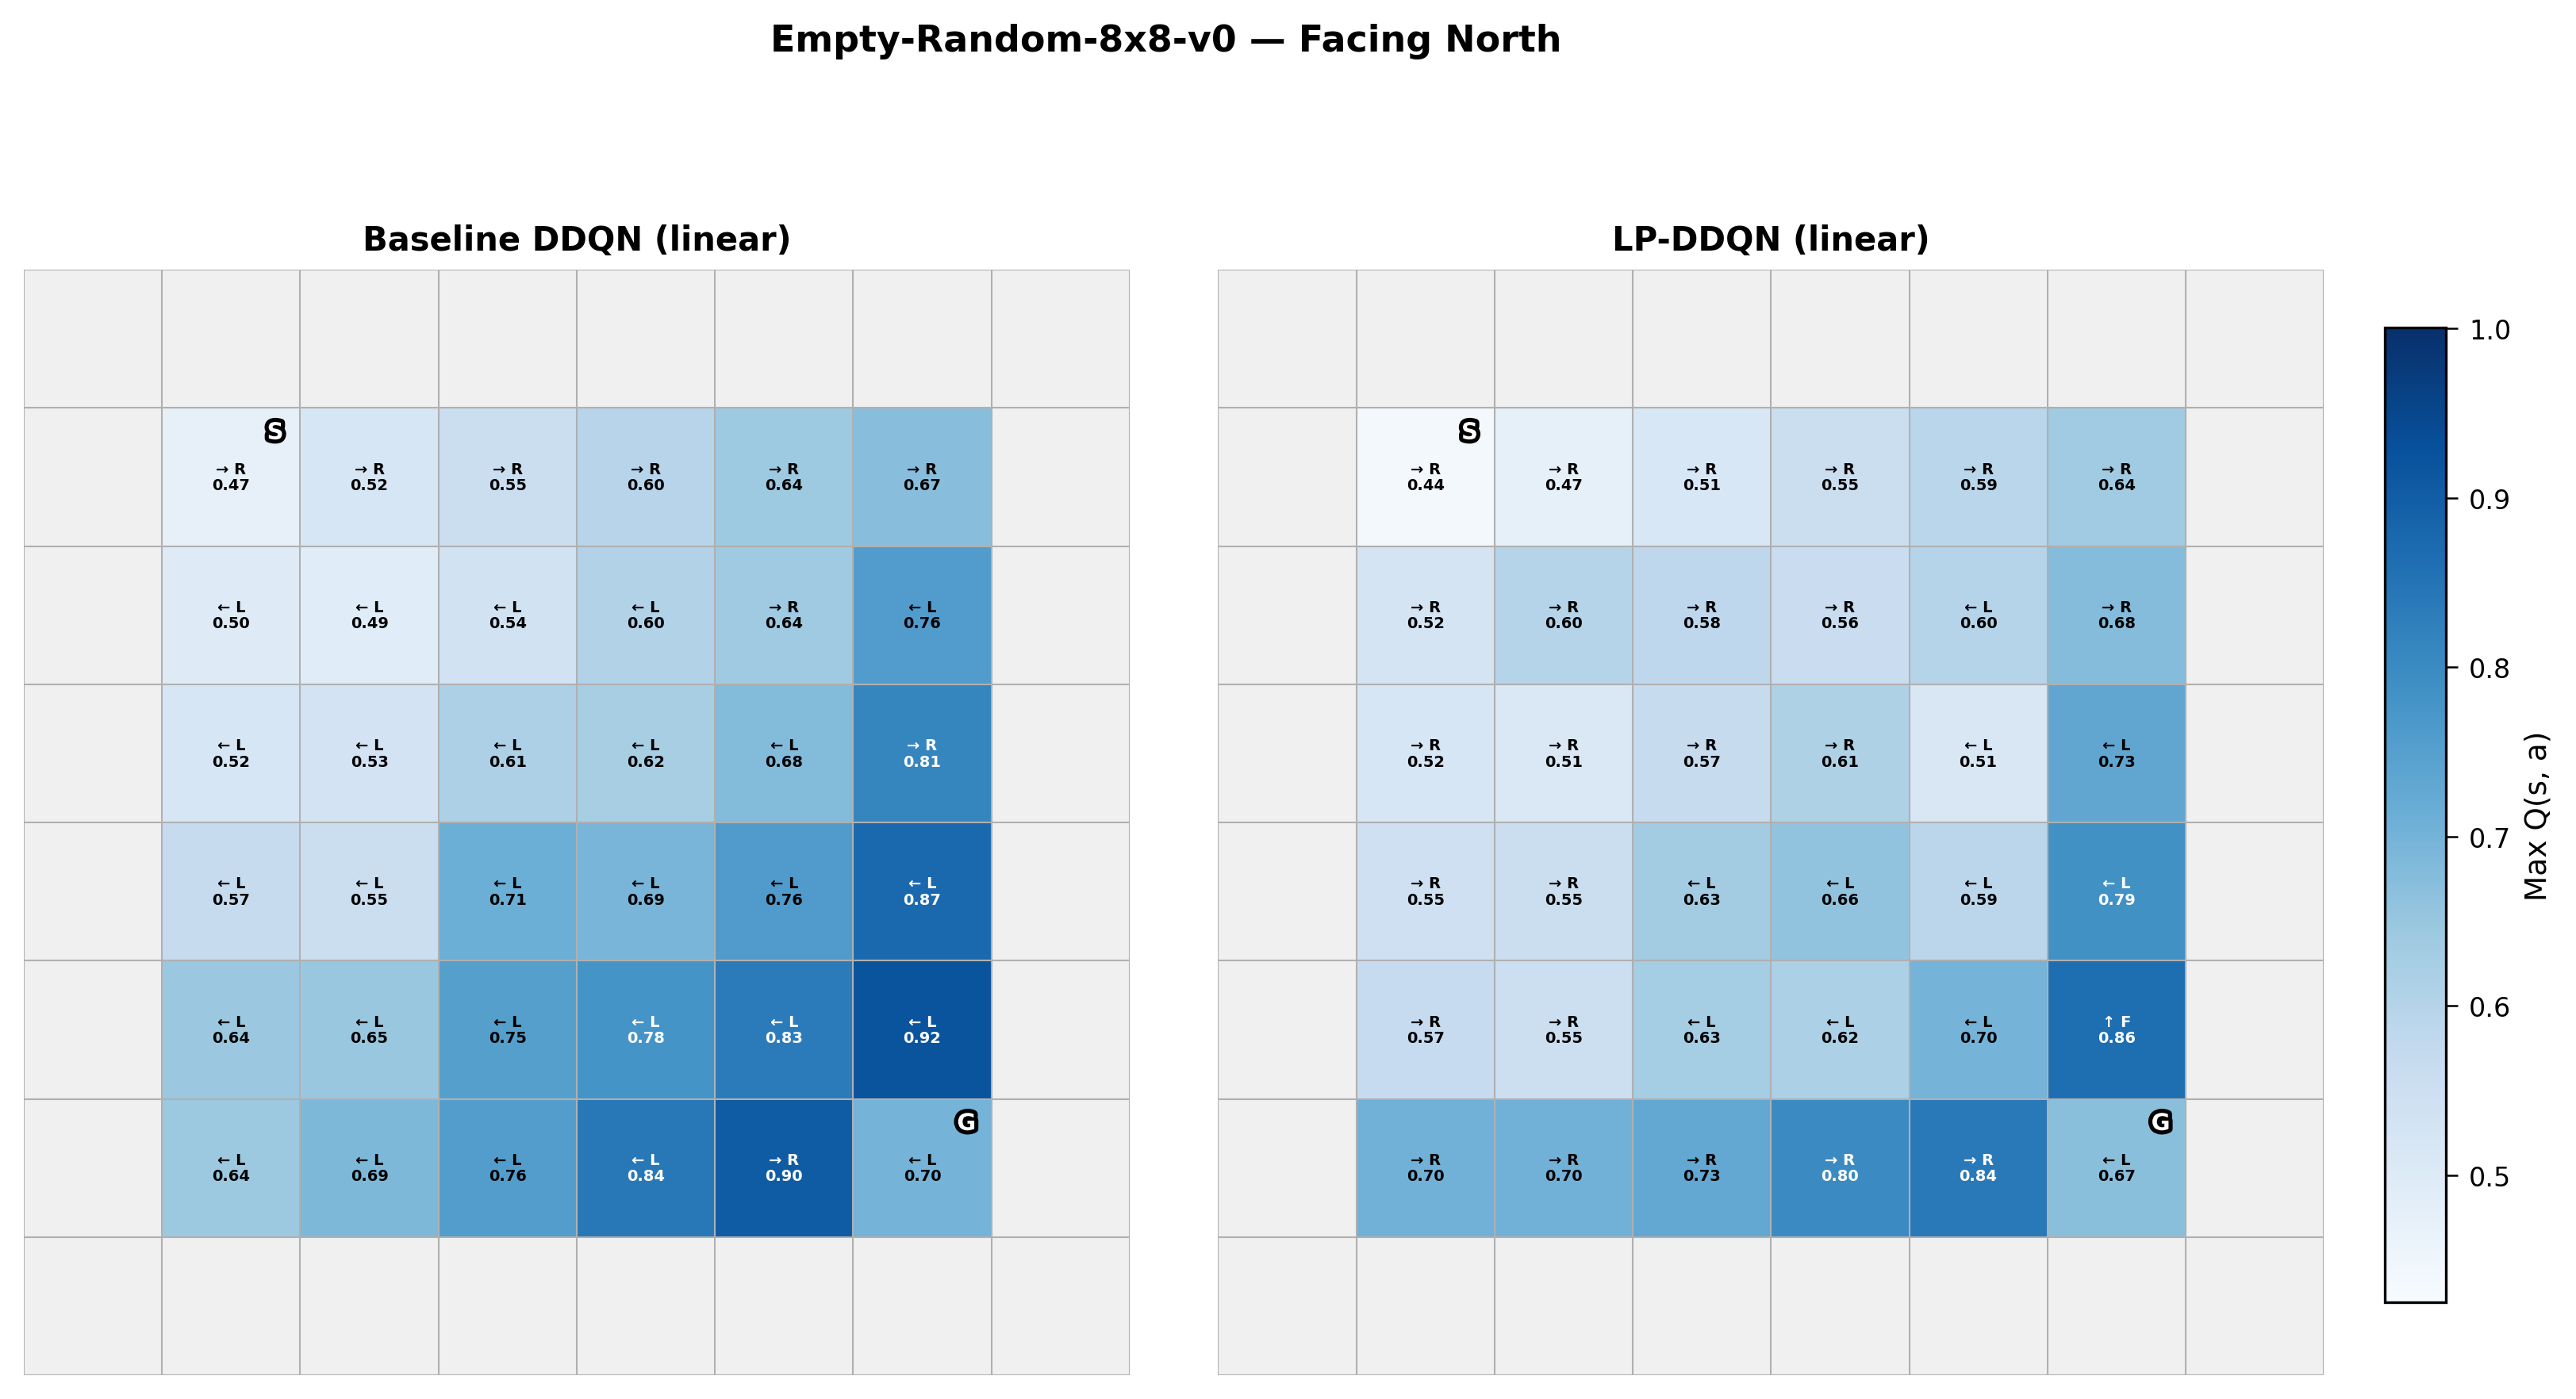 Empty-Random-8x8-v0 — Facing North
Baseline DDQN (linear)
S
→ R → R → R → R → R → R
0.47 0.52 0.55 0.60 0.64 0.67
← L ← L ← L ← L → R ← L
0.50 0.49 0.54 0.60 0.64 0.76
← L ← L ← L ← L ← L → R
0.52 0.53 0.61 0.62 0.68 0.81
← L ← L ← L ← L ← L ← L
0.57 0.55 0.71 0.69 0.76 0.87
← L ← L ← L ← L ← L ← L
0.64 0.65 0.75 0.78 0.83 0.92
G
← L ← L ← L ← L → R ← L
0.64 0.69 0.76 0.84 0.90 0.70
LP-DDQN (linear)
S
→ R → R → R → R → R → R
0.44 0.47 0.51 0.55 0.59 0.64
→ R → R → R → R ← L → R
0.52 0.60 0.58 0.56 0.60 0.68
→ R → R → R → R ← L ← L
0.52 0.51 0.57 0.61 0.51 0.73
→ R → R ← L ← L ← L ← L
0.55 0.55 0.63 0.66 0.59 0.79
→ R → R ← L ← L ← L ↑ F
0.57 0.55 0.63 0.62 0.70 0.86
G
→ R → R → R → R → R ← L
0.70 0.70 0.73 0.80 0.84 0.67
1.0
0.9
0.8
0.7
0.6
0.5
Max Q(s, a)